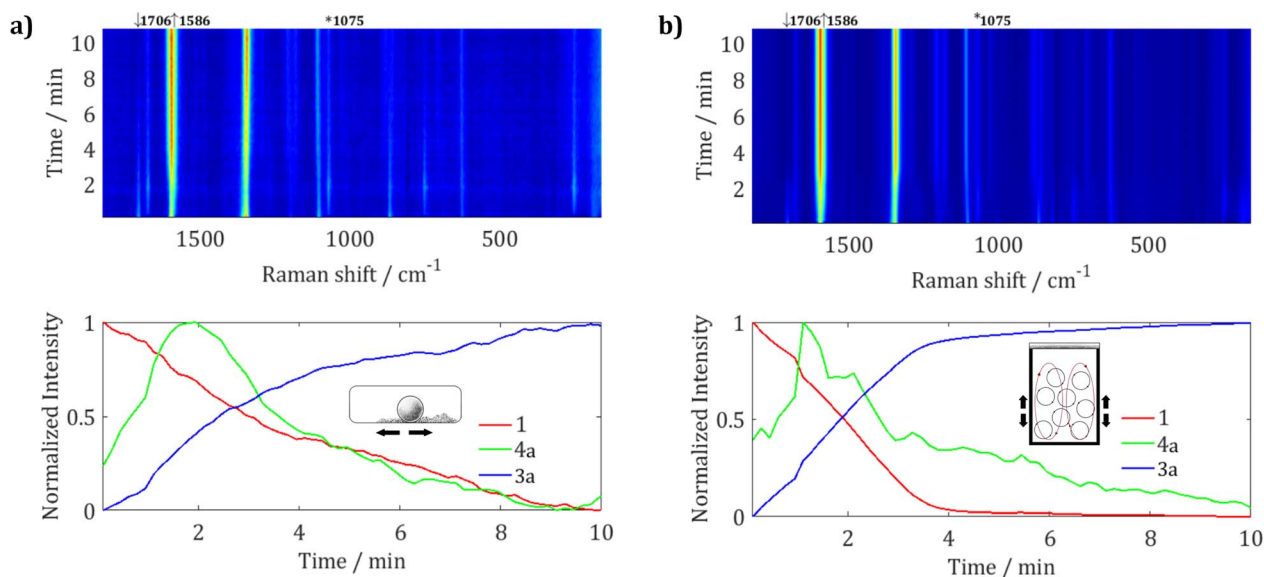 a)
↓1706↑1586 *1075
10
8
6
4
2
Time / min
1500 1000 500
Raman shift / cm⁻¹
1
0.5
0
Normalized Intensity
1
4a
3a
2 4 6 8 10
Time / min
b)
↓1706↑1586 *1075
10
8
6
4
2
Time / min
1500 1000 500
Raman shift / cm⁻¹
1
0.5
0
Normalized Intensity
1
4a
3a
2 4 6 8 10
Time / min